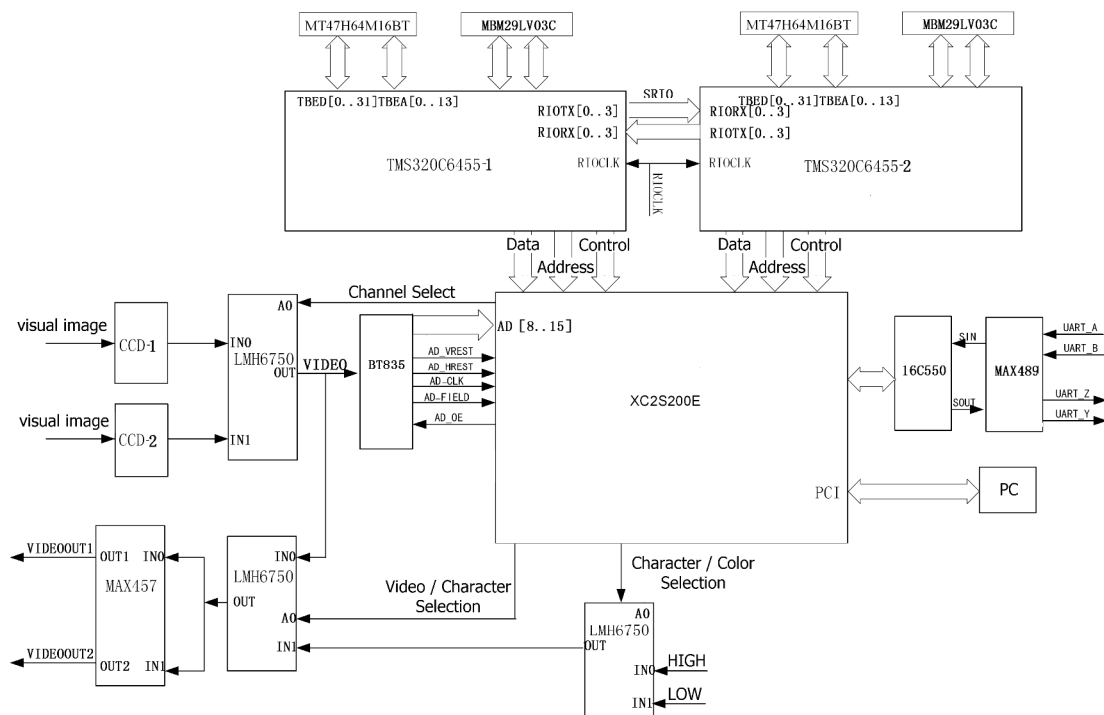 MT47H64M16BT
MBM29LV03C
MT47H64M16BT
MBM29LV03C
TBED[0..31]TBEA[0..13]
RIOTX[0..3]
RIORX[0..3]
TMS320C6455-1
RIOCLK
SRIO
RIOCLK
TBED[0..31]TBEA[0..13]
RIORX[0..3]
RIOTX[0..3]
RIOCLK
TMS320C6455-2
Data
Address
Control
Data
Address
Control
visual image
CCD-1
visual image
CCD-2
A0
IN0
LMH6750
OUT
IN1
Channel Select
VIDEO
BT835
AD [8..15]
AD_VREST
AD_HREST
AD-CLK
AD-FIELD
AD_OE
XC2S200E
PCI
16C550
SIN
SOUT
MAX489
UART_A
UART_B
UART_Z
UART_Y
PC
VIDEOOUT1
VIDEOOUT2
OUT1
IN0
MAX457
OUT2
IN1
IN0
LMH6750
OUT
A0
IN1
Video / Character
Selection
Character / Color
Selection
A0
LMH6750
OUT
IN0
IN1
HIGH
LOW